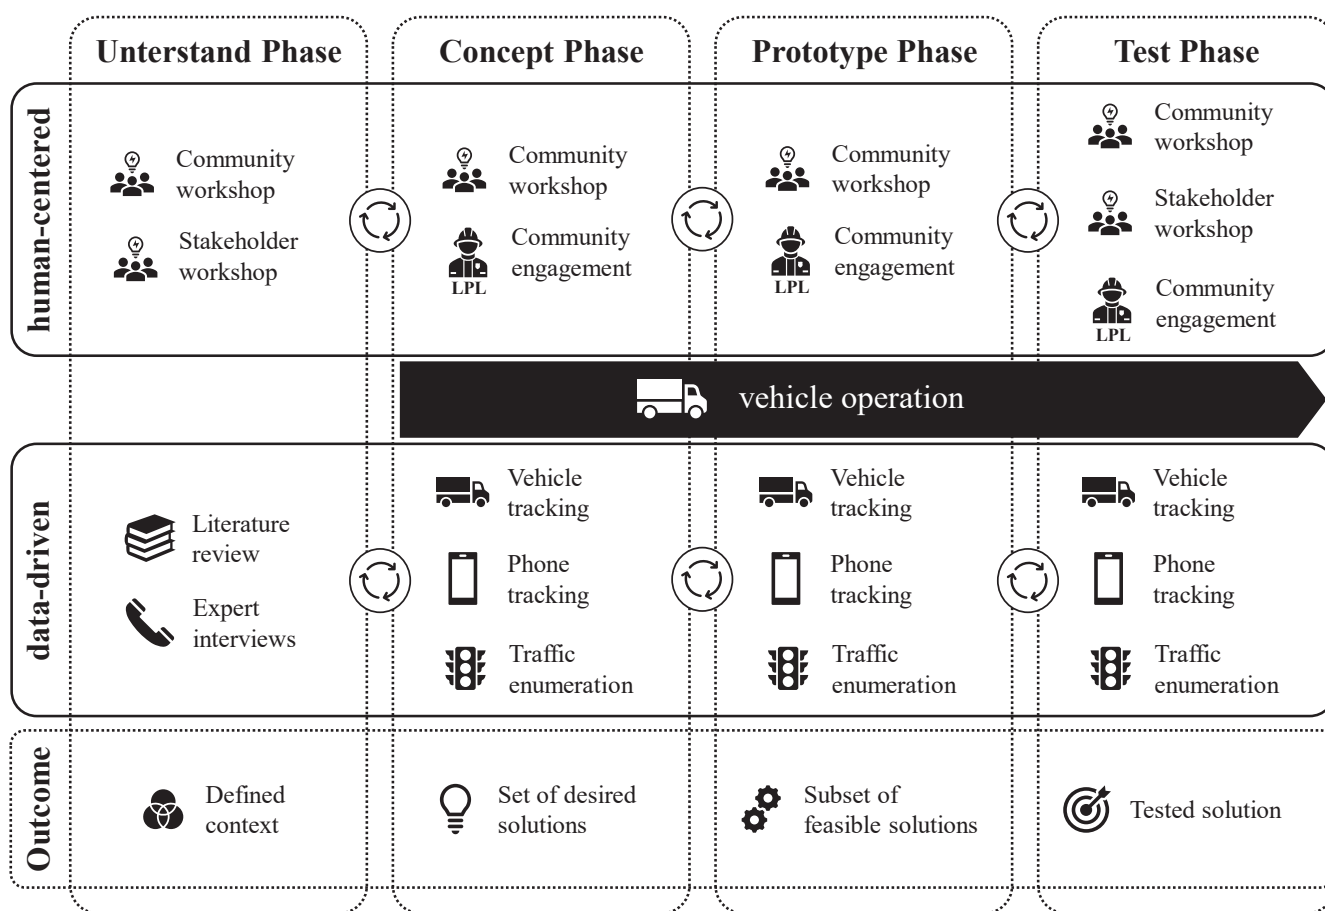 Unterstand Phase
Concept Phase
Prototype Phase
Test Phase
human-centered
Community
workshop
Stakeholder
workshop
Community
workshop
Community
engagement
LPL
Community
workshop
Community
engagement
LPL
Community
workshop
Stakeholder
workshop
Community
engagement
LPL
vehicle operation
data-driven
Literature
review
Expert
interviews
Vehicle
tracking
Phone
tracking
Traffic
enumeration
Vehicle
tracking
Phone
tracking
Traffic
enumeration
Vehicle
tracking
Phone
tracking
Traffic
enumeration
Outcome
Defined
context
Set of desired
solutions
Subset of
feasible solutions
Tested solution